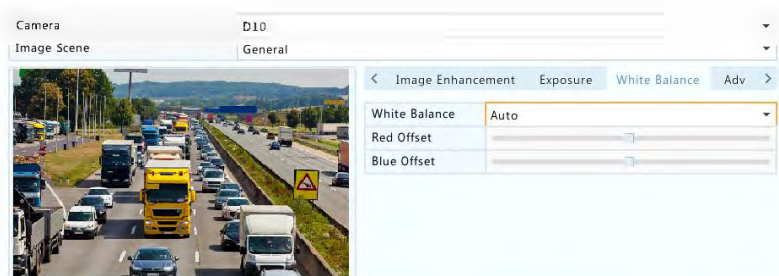 Camera D10
Image Scene General
< Image Enhancement Exposure White Balance Adv >
White Balance Auto
Red Offset
Blue Offset